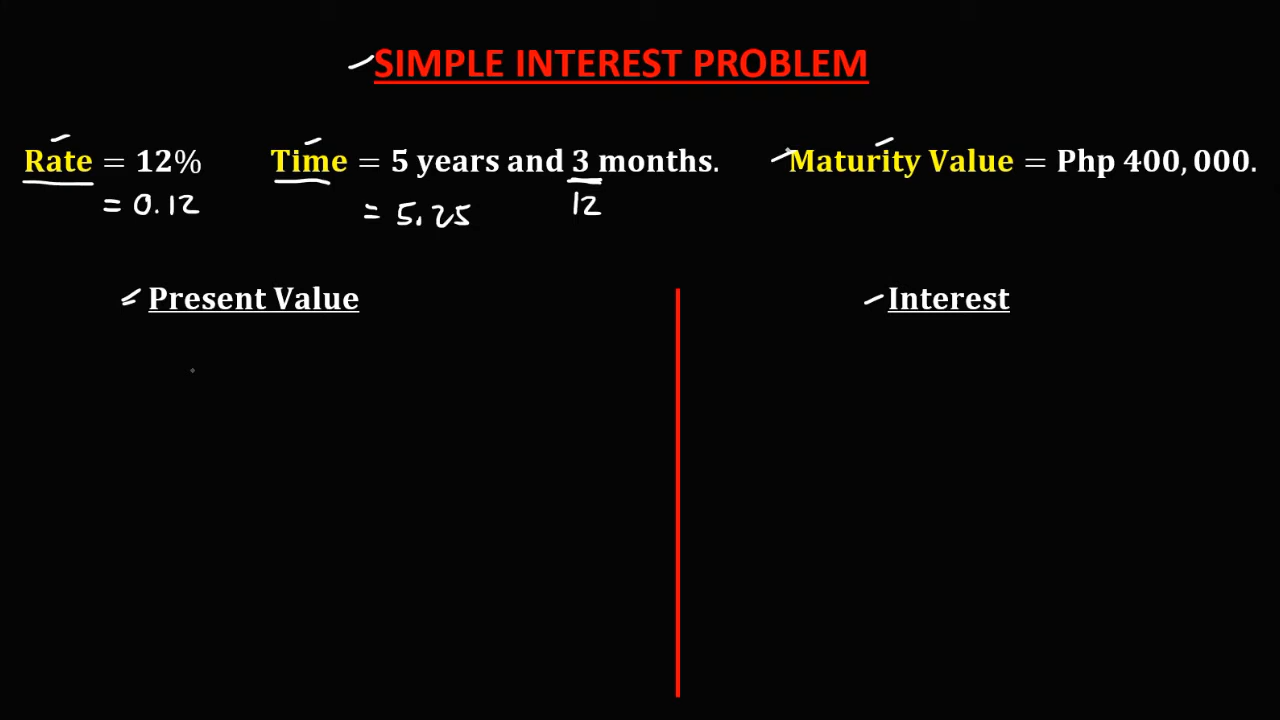 SIMPLE INTEREST PROBLEM
Rate = 12% Time = 5 years and 3 months. Maturity Value = Php 400,000.
= 0.12 = 5.25 12
Present Value Interest